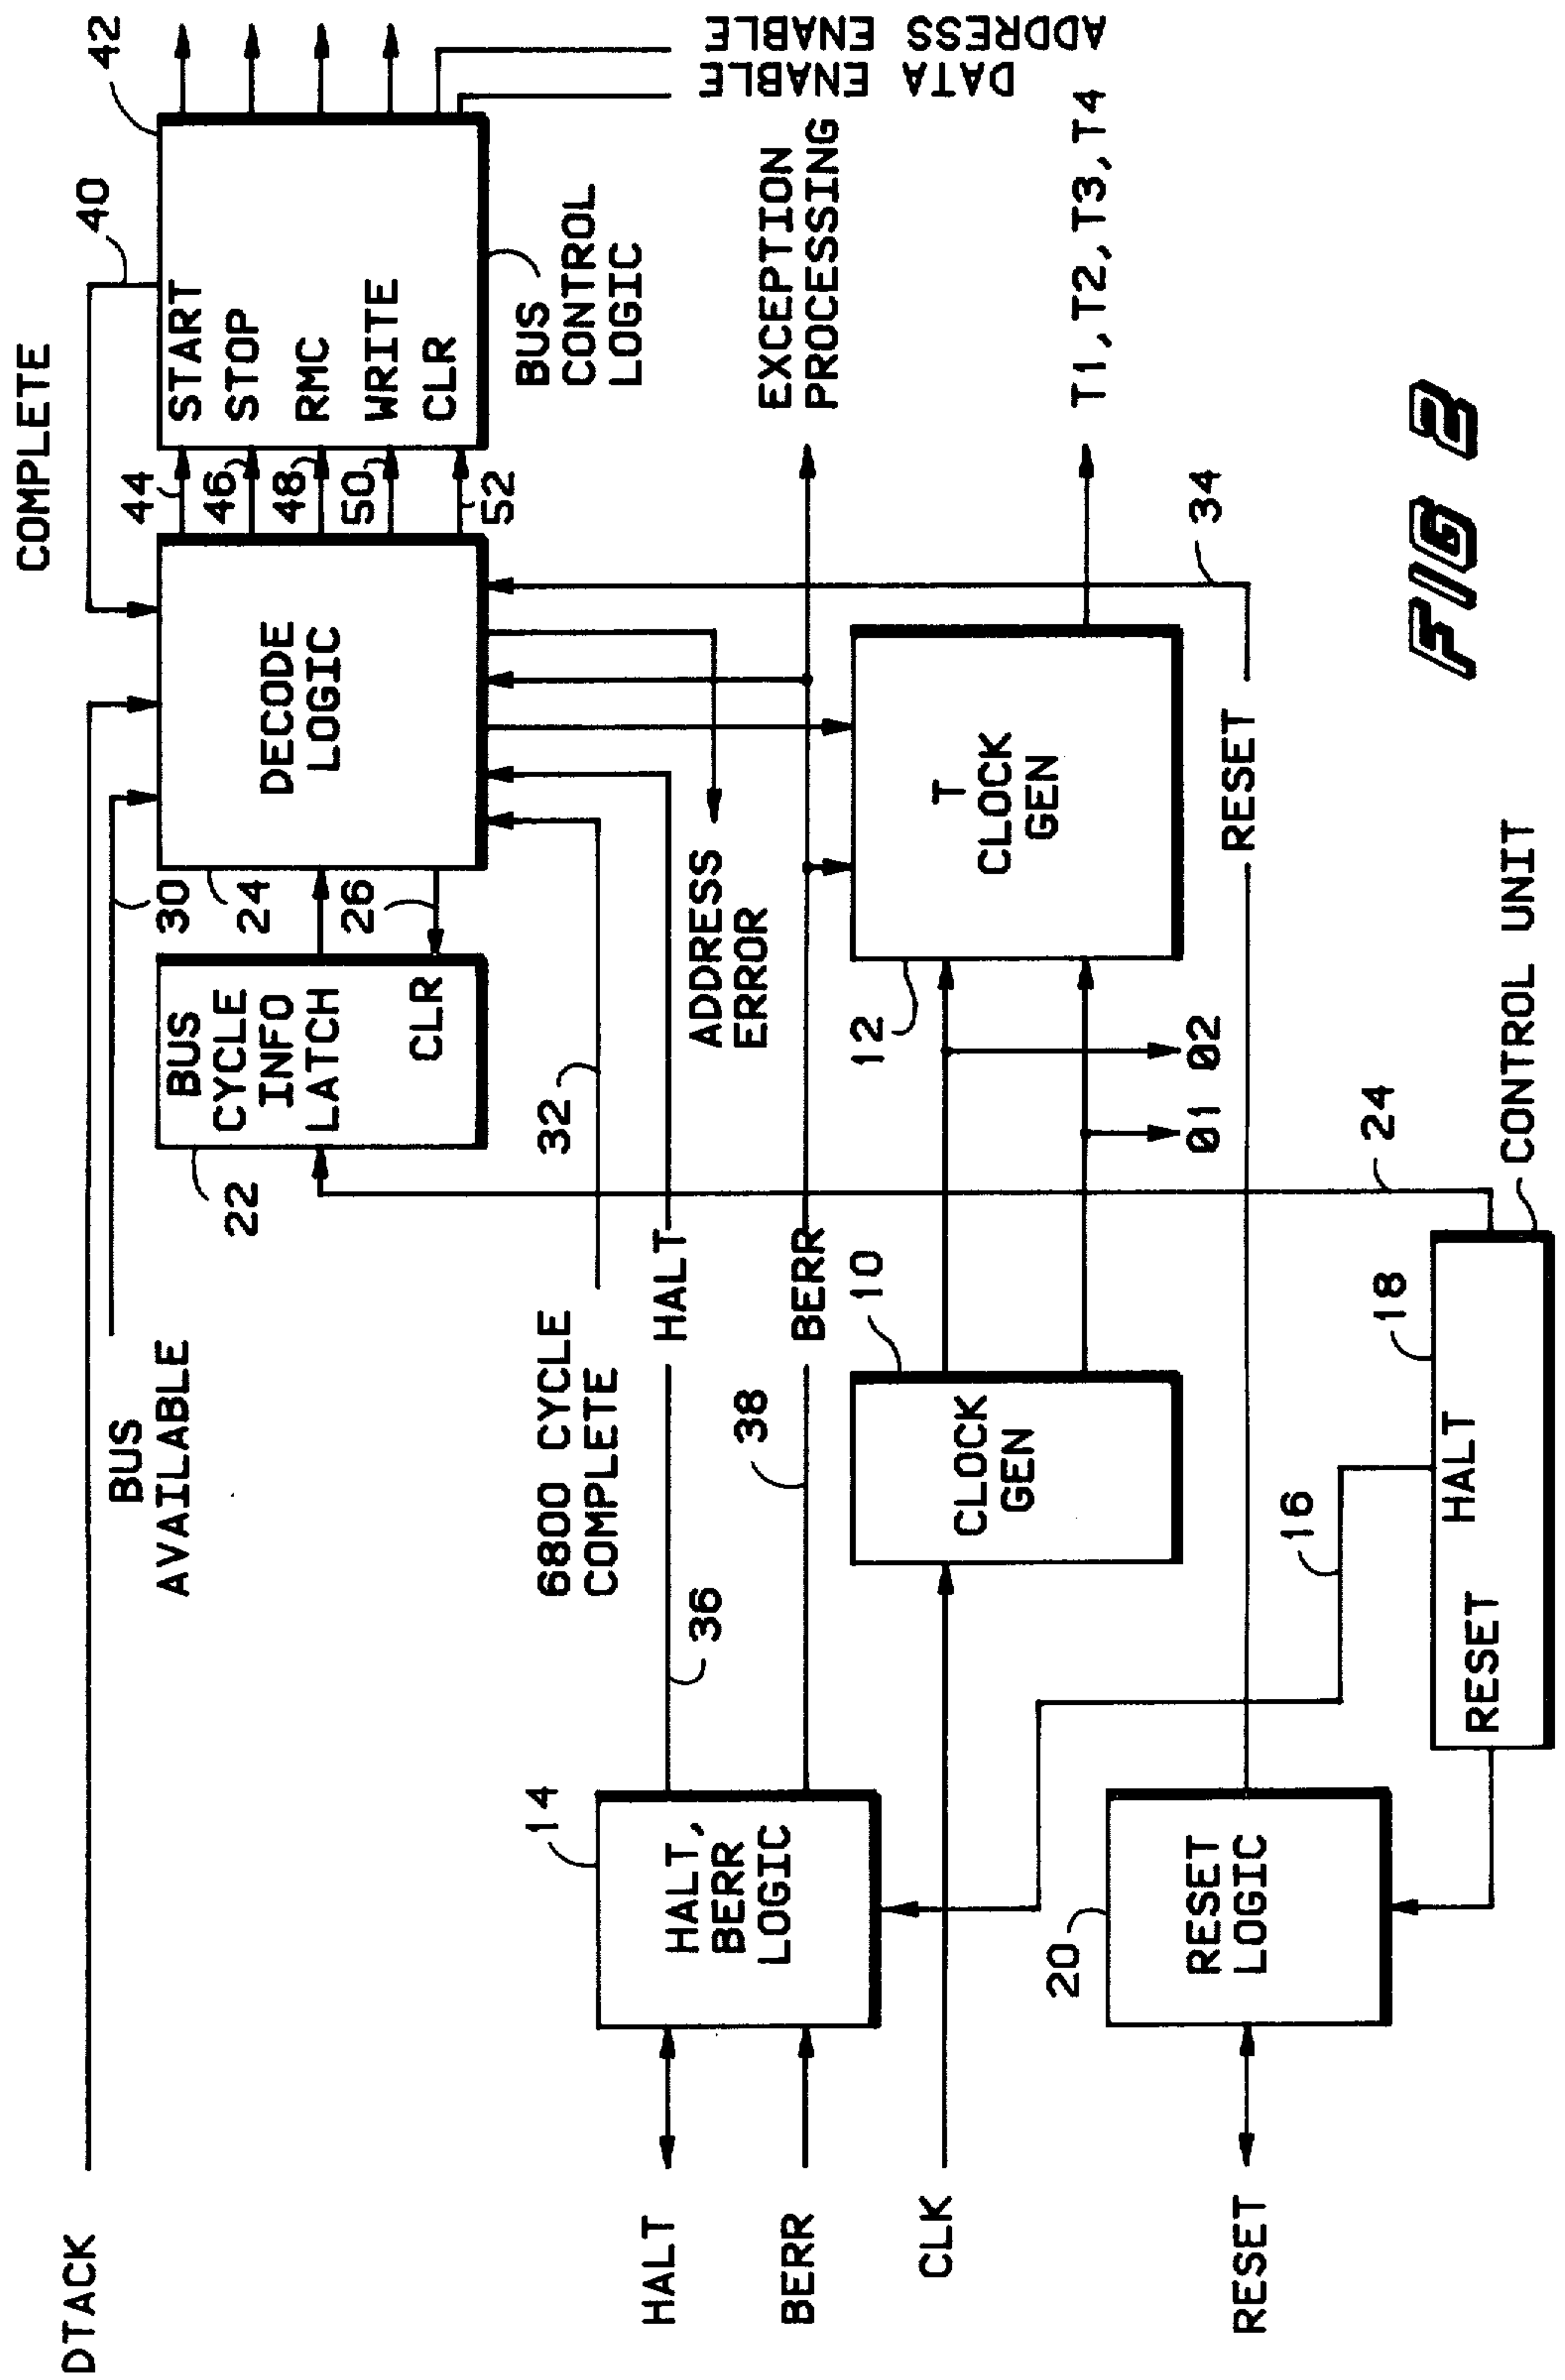 DTACK
COMPLETE
40
42
BUS
AVAILABLE
30
22
BUS
CYCLE
INFO
LATCH
CLR
24
26
DECODE
LOGIC
44
46
48
50
52
START
STOP
RMC
WRITE
CLR
BUS
CONTROL
LOGIC
DATA ENABLE
ADDRESS ENABLE
6800 CYCLE
COMPLETE
32
HALT
14
HALT,
BERR
LOGIC
36
HALT
ADDRESS
ERROR
BERR
38
BERR
EXCEPTION
PROCESSING
CLK
CLOCK
GEN
10
12
T
CLOCK
GEN
T1,T2,T3,T4
01
02
RESET
20
RESET
LOGIC
RESET
34
16
18
24
RESET
HALT
CONTROL UNIT
FIG 2